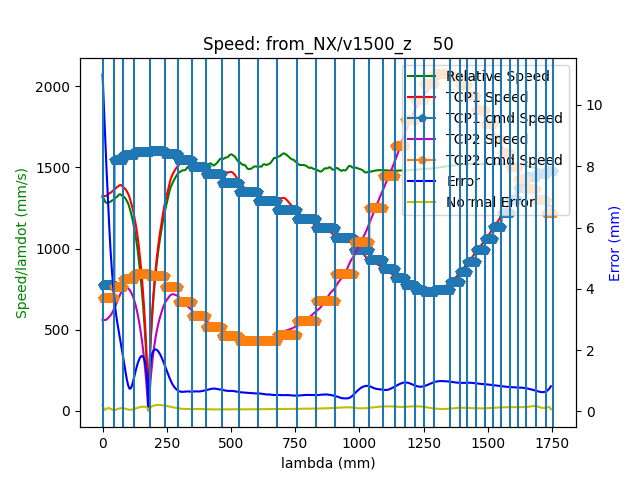 Speed: from_NX/v1500_z 50
Speed/lamdot (mm/s)
2000
1500
1000
500
0
Relative Speed
TCP1 Speed
TCP1 cmd Speed
TCP2 Speed
TCP2 cmd Speed
Error
Normal Error
10
8
6
4
2
0
Error (mm)
0 250 500 750 1000 1250 1500 1750
lambda (mm)